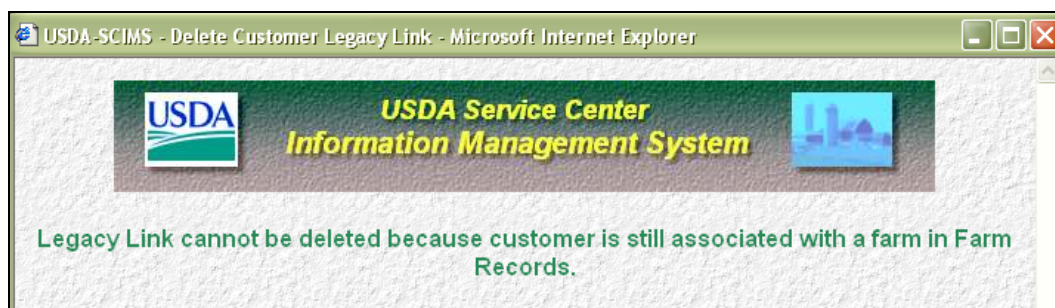 USDA-SCIMS - Delete Customer Legacy Link - Microsoft Internet Explorer
USDA
USDA Service Center
Information Management System
Legacy Link cannot be deleted because customer is still associated with a farm in Farm
Records.